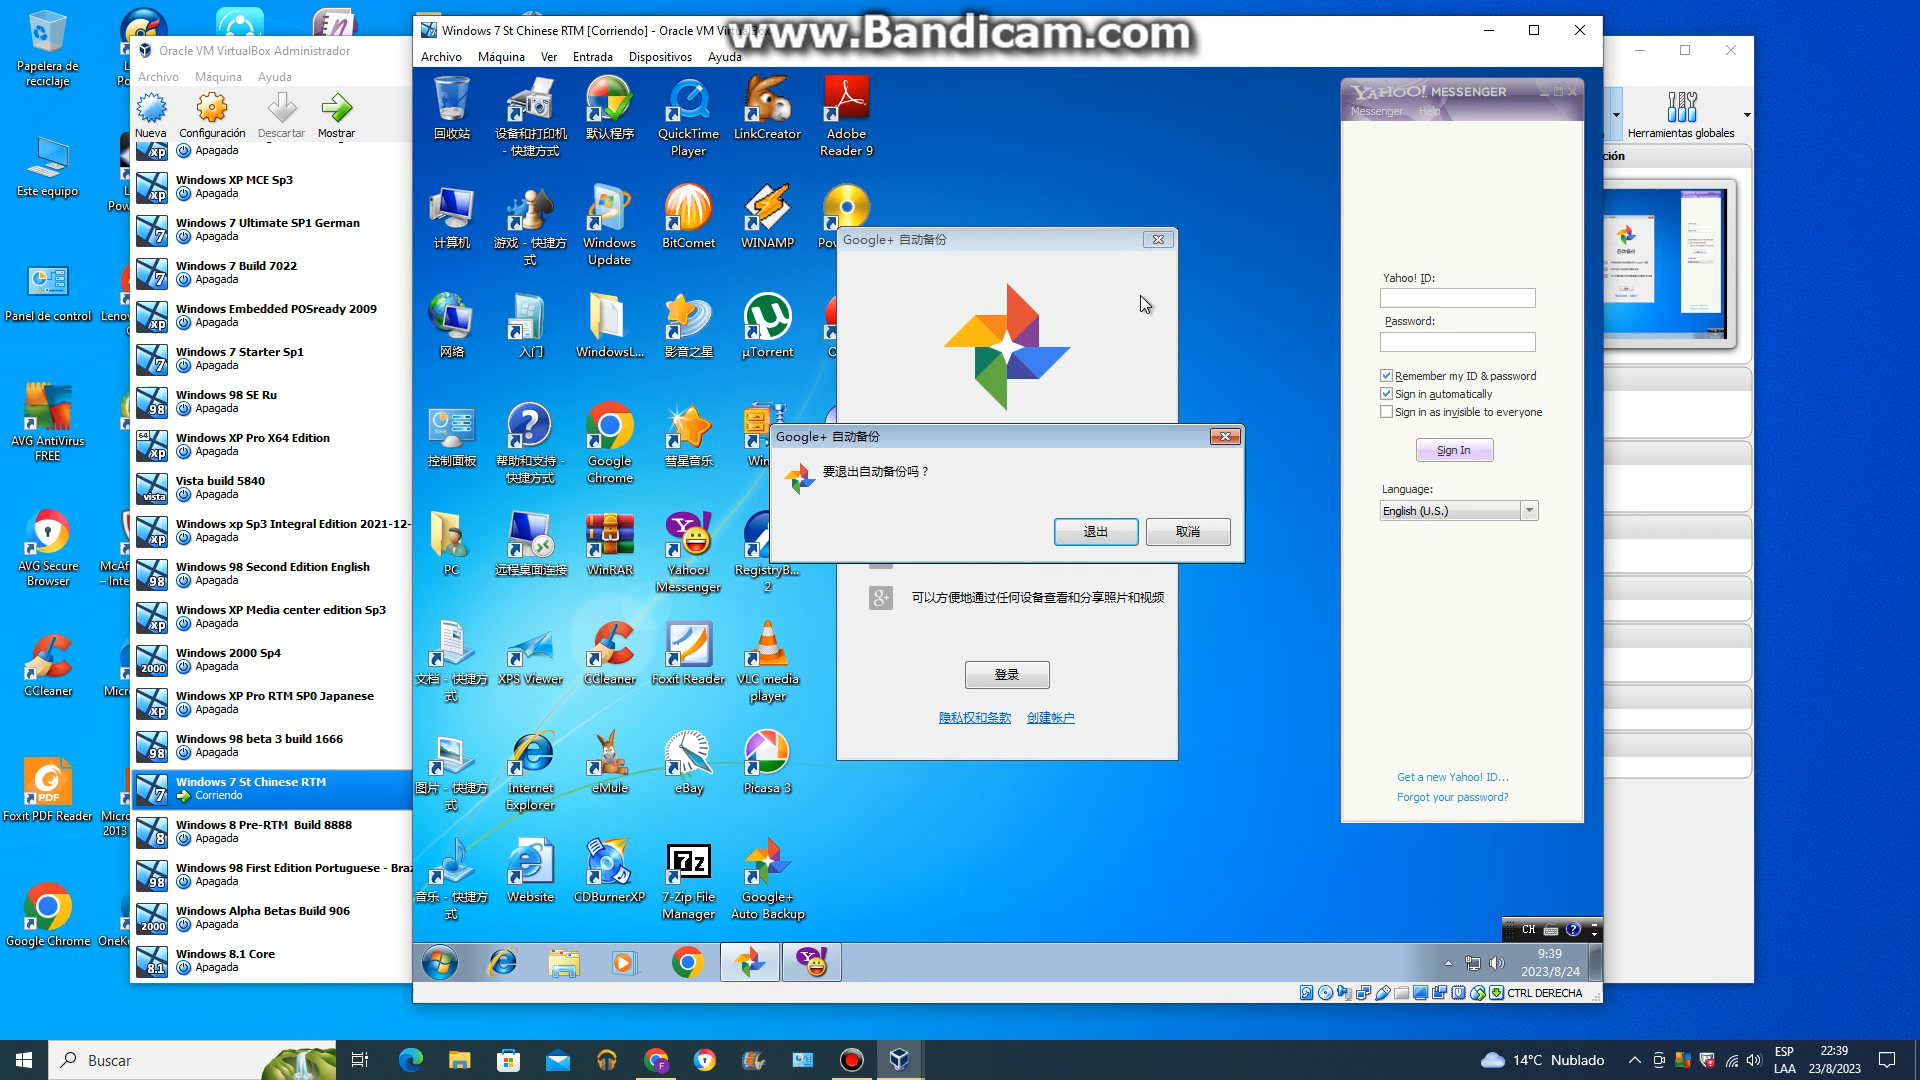 www.Bandicam.com
Papelera de
reciclaje
Este equipo
Panel de control
AVG AntiVirus
FREE
AVG Secure
Browser
CCleaner
Foxit PDF Reader
Google Chrome
Oracle VM VirtualBox Administrador
Archivo Máquina Ayuda
Nueva Configuración Descartar Mostrar
Apagada
Windows XP MCE Sp3
Apagada
Windows 7 Ultimate SP1 German
Apagada
Windows 7 Build 7022
Apagada
Windows Embedded POSready 2009
Apagada
Windows 7 Starter Sp1
Apagada
Windows 98 SE Ru
Apagada
Windows XP Pro X64 Edition
Apagada
Vista build 5840
Apagada
Windows xp Sp3 Integral Edition 2021-12-
Apagada
Windows 98 Second Edition English
Apagada
Windows XP Media center edition Sp3
Apagada
Windows 2000 Sp4
Apagada
Windows XP Pro RTM SP0 Japanese
Apagada
Windows 98 beta 3 build 1666
Apagada
Windows 7 St Chinese RTM
Corriendo
Windows 8 Pre-RTM Build 8888
Apagada
Windows 98 First Edition Portuguese - Braz
Apagada
Windows Alpha Betas Build 906
Apagada
Windows 8.1 Core
Apagada
Windows 7 St Chinese RTM [Corriendo] - Oracle VM
Archivo Máquina Ver Entrada Dispositivos Ayuda
回收站
设备和打印机
- 快捷方式
默认程序
QuickTime
Player
LinkCreator
Adobe
Reader 9
计算机
游戏 - 快捷方
式
Windows
Update
BitComet
WINAMP
网络
入门
WindowsL...
影音之星
µTorrent
控制面板
帮助和支持 -
快捷方式
Google
Chrome
彗星音乐
PC
远程桌面连接
WinRAR
Yahoo!
Messenger
RegistryB...
2
文档 - 快捷方
式
XPS Viewer
CCleaner
Foxit Reader
VLC media
player
图片 - 快捷方
式
Internet
Explorer
eMule
eBay
Picasa 3
音乐 - 快捷方
式
Website
CDBurnerXP
7-Zip File
Manager
Google+
Auto Backup
Google+ 自动备份
Google+ 自动备份
要退出自动备份吗？
退出 取消
可以方便地通过任何设备查看和分享照片和视频
登录
隐私权和条款 创建帐户
YAHOO! MESSENGER
Messenger Help
Yahoo! ID:
Password:
Remember my ID & password
Sign in automatically
Sign in as invisible to everyone
Sign In
Language:
English (U.S.)
Get a new Yahoo! ID...
Forgot your password?
Herramientas globales
CH
9:39
2023/8/24
CTRL DERECHA
Buscar
14°C Nublado
ESP
LAA
22:39
23/8/2023